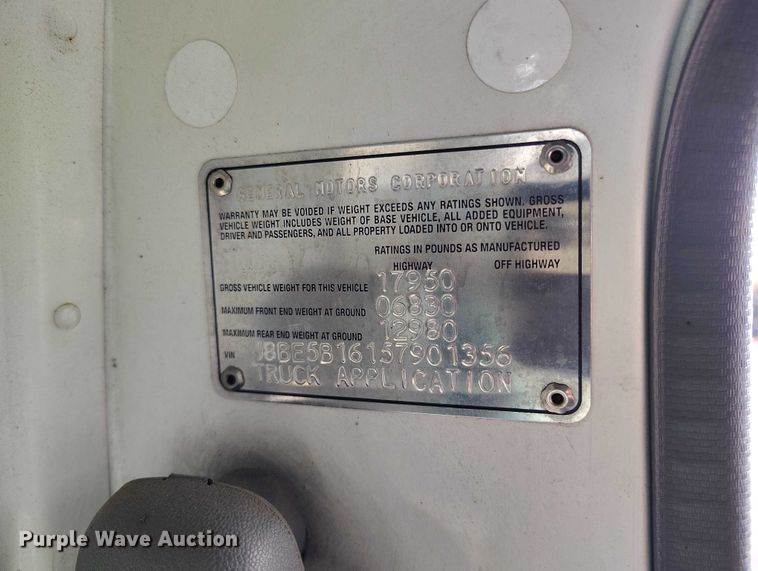 GENERAL MOTORS CORPORATION
WARRANTY MAY BE VOIDED IF WEIGHT EXCEEDS ANY RATINGS SHOWN. GROSS
VEHICLE WEIGHT INCLUDES WEIGHT OF BASE VEHICLE, ALL ADDED EQUIPMENT,
DRIVER AND PASSENGERS, AND ALL PROPERTY LOADED INTO OR ONTO VEHICLE.
RATINGS IN POUNDS AS MANUFACTURED
HIGHWAY OFF HIGHWAY
GROSS VEHICLE WEIGHT FOR THIS VEHICLE 17950
MAXIMUM FRONT END WEIGHT AT GROUND 06830
MAXIMUM REAR END WEIGHT AT GROUND 12980
VIN J8BE5B16157901356
TRUCK APPLICATION
Purple Wave Auction